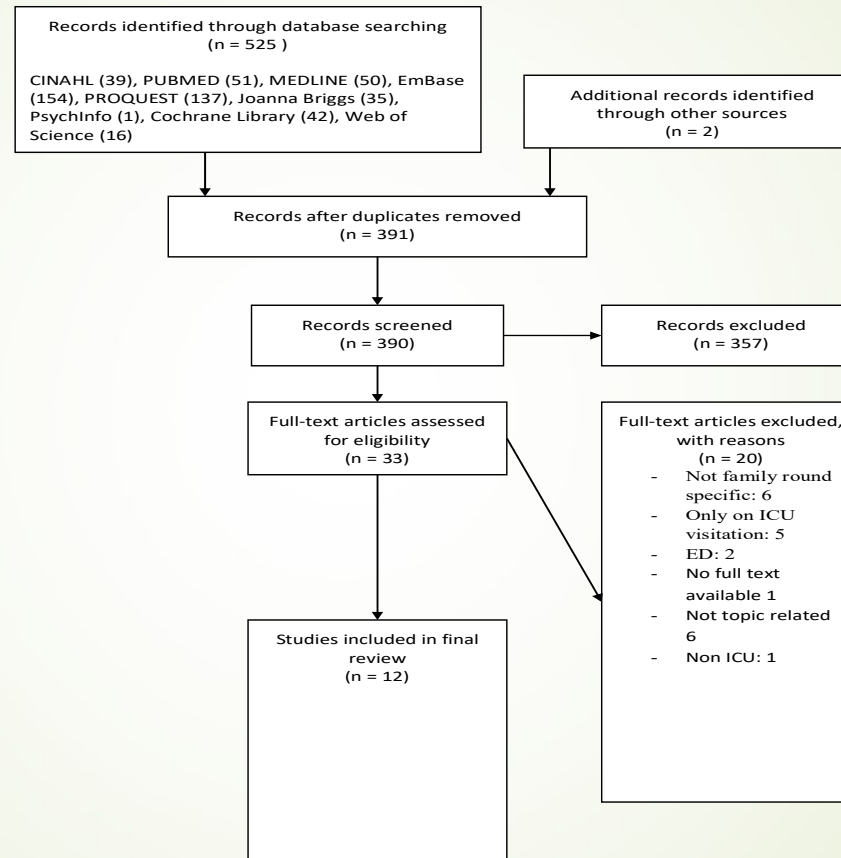 Records identified through database searching
(n = 525 )
CINAHL (39), PUBMED (51), MEDLINE (50), EmBase
(154), PROQUEST (137), Joanna Briggs (35),
PsychInfo (1), Cochrane Library (42), Web of
Science (16)
Additional records identified
through other sources
(n = 2)
Records after duplicates removed
(n = 391)
Records screened
(n = 390)
Records excluded
(n = 357)
Full-text articles assessed
for eligibility
(n = 33)
Full-text articles excluded,
with reasons
(n = 20)
- Not family round
specific: 6
- Only on ICU
visitation: 5
- ED: 2
- No full text
available 1
- Not topic related
6
- Non ICU: 1
Studies included in final
review
(n = 12)